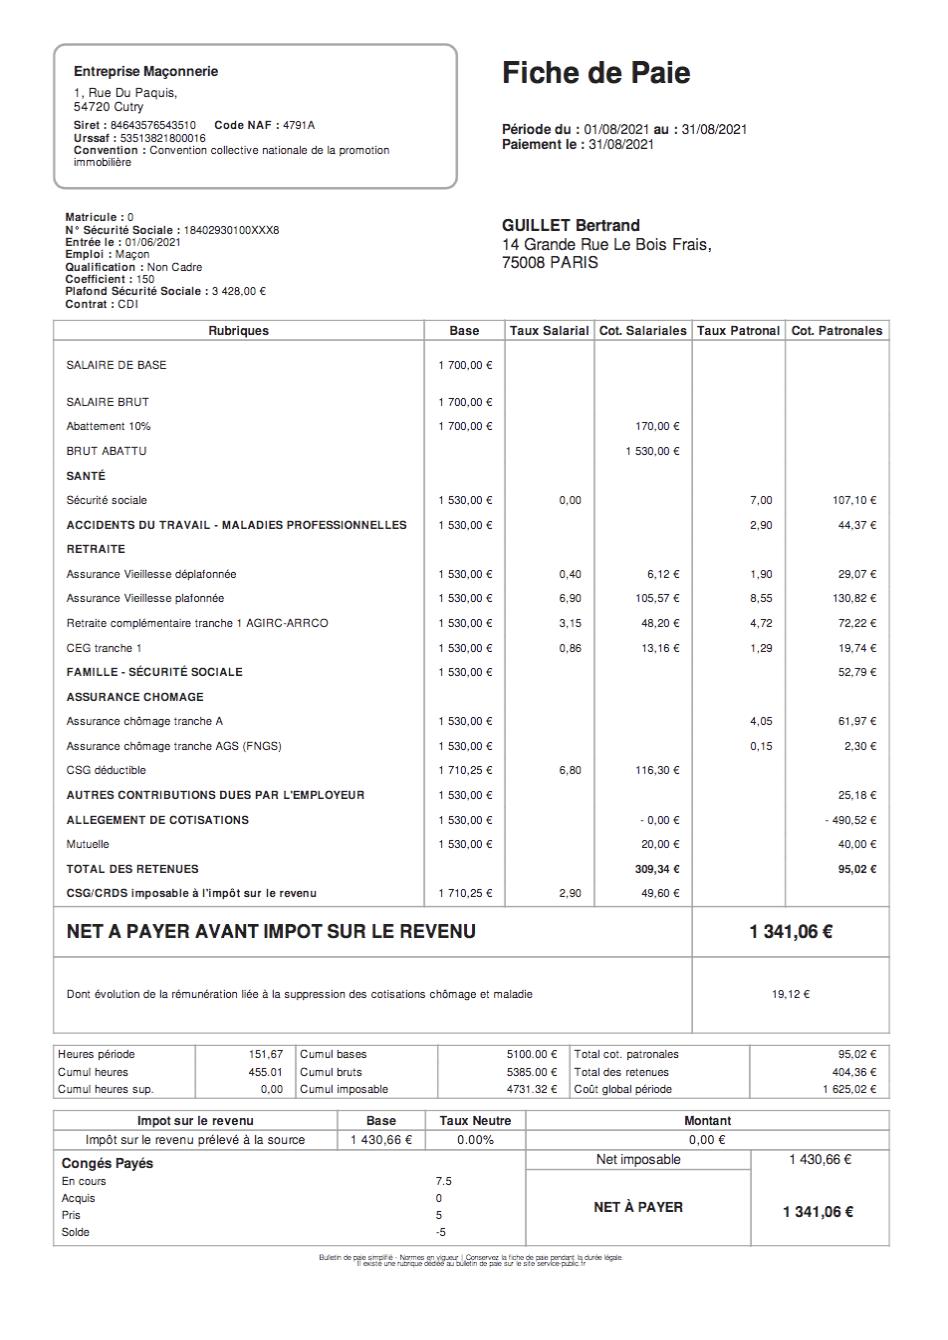 Entreprise Maçonnerie
1, Rue Du Paquis,
54720 Cutry
Siret : 84643576543510 Code NAF : 4791A
Urssaf : 53513821800016
Convention : Convention collective nationale de la promotion
immobilière
Fiche de Paie
Période du : 01/08/2021 au : 31/08/2021
Paiement le : 31/08/2021
Matricule : 0
N° Sécurité Sociale : 18402930100XXX8
Entrée le : 01/06/2021
Emploi : Maçon
Qualification : Non Cadre
Coefficient : 150
Plafond Sécurité Sociale : 3 428,00 €
Contrat : CDI
GUILLET Bertrand
14 Grande Rue Le Bois Frais,
75008 PARIS
Rubriques Base Taux Salarial Cot. Salariales Taux Patronal Cot. Patronales
SALAIRE DE BASE 1 700,00 €
SALAIRE BRUT 1 700,00 €
Abattement 10% 1 700,00 € 170,00 €
BRUT ABATTU 1 530,00 €
SANTÉ
Sécurité sociale 1 530,00 € 0,00 7,00 107,10 €
ACCIDENTS DU TRAVAIL - MALADIES PROFESSIONNELLES 1 530,00 € 2,90 44,37 €
RETRAITE
Assurance Vieillesse déplafonnée 1 530,00 € 0,40 6,12 € 1,90 29,07 €
Assurance Vieillesse plafonnée 1 530,00 € 6,90 105,57 € 8,55 130,82 €
Retraite complémentaire tranche 1 AGIRC-ARRCO 1 530,00 € 3,15 48,20 € 4,72 72,22 €
CEG tranche 1 1 530,00 € 0,86 13,16 € 1,29 19,74 €
FAMILLE - SÉCURITÉ SOCIALE 1 530,00 € 52,79 €
ASSURANCE CHOMAGE
Assurance chômage tranche A 1 530,00 € 4,05 61,97 €
Assurance chômage tranche AGS (FNGS) 1 530,00 € 0,15 2,30 €
CSG déductible 1 710,25 € 6,80 116,30 €
AUTRES CONTRIBUTIONS DUES PAR L'EMPLOYEUR 1 530,00 € 25,18 €
ALLEGEMENT DE COTISATIONS 1 530,00 € - 0,00 € - 490,52 €
Mutuelle 1 530,00 € 20,00 € 40,00 €
TOTAL DES RETENUES 309,34 € 95,02 €
CSG/CRDS imposable à l'impôt sur le revenu 1 710,25 € 2,90 49,60 €
NET A PAYER AVANT IMPOT SUR LE REVENU 1 341,06 €
Dont évolution de la rémunération liée à la suppression des cotisations chômage et maladie 19,12 €
Heures période 151,67 Cumul bases 5100.00 € Total cot. patronales 95,02 €
Cumul heures 455.01 Cumul bruts 5385.00 € Total des retenues 404,36 €
Cumul heures sup. 0,00 Cumul imposable 4731.32 € Coût global période 1 625,02 €
Impot sur le revenu Base Taux Neutre Montant
Impôt sur le revenu prélevé à la source 1 430,66 € 0.00% 0,00 €
Congés Payés
En cours 7.5
Acquis 0
Pris 5
Solde -5
Net imposable 1 430,66 €
NET À PAYER 1 341,06 €
Bulletin de paie simplifié - Normes en vigueur | Conservez la fiche de paie pendant la durée légale.
Il existe une rubrique dédiée au bulletin de paie sur le site service-public.fr